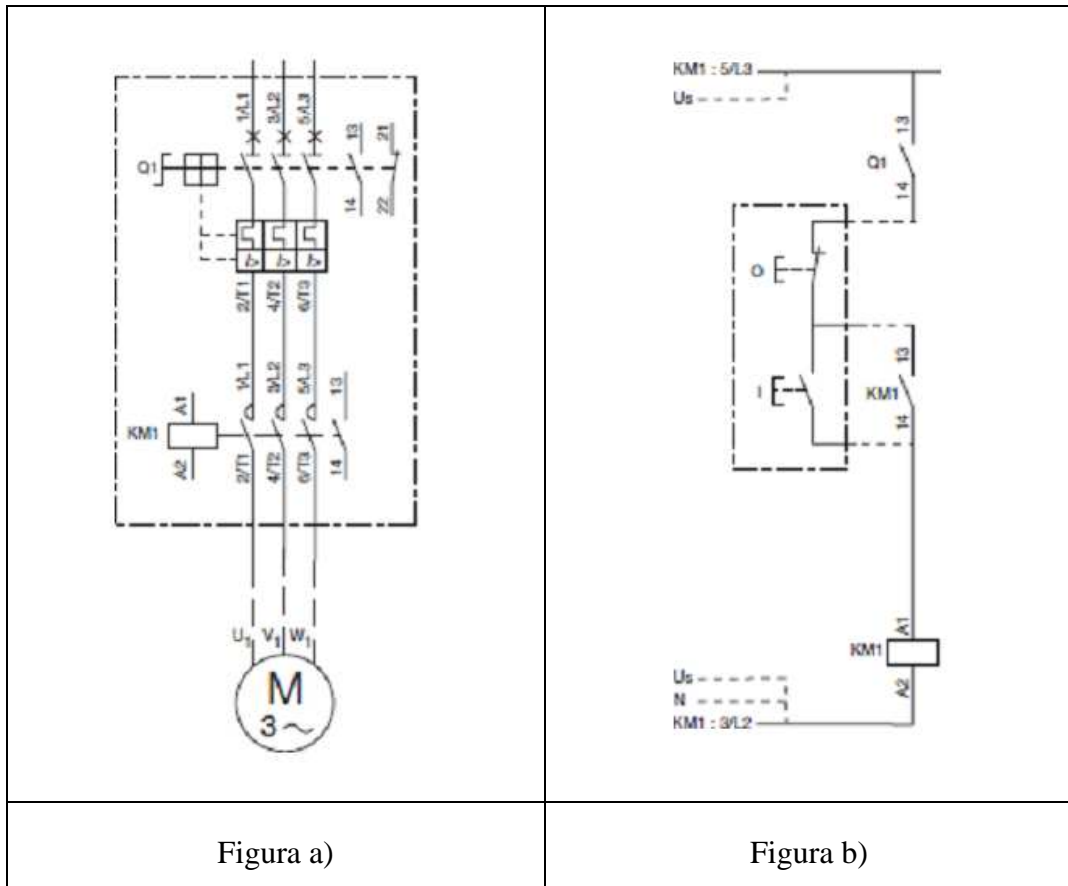 1/L1 3/L2 5/L3
13 21
Q1
14 22
2/T1 4/T2 6/T3
1/L1 3/L2 5/L3 13
A1
KM1
A2
2/T1 4/T2 6/T3 14
U1 V1 W1
M
3~
KM1 : 5/L3
Us
13
Q1
14
O
13
I
KM1
14
A1
KM1
A2
Us
N
KM1 : 3/L2
Figura a)
Figura b)